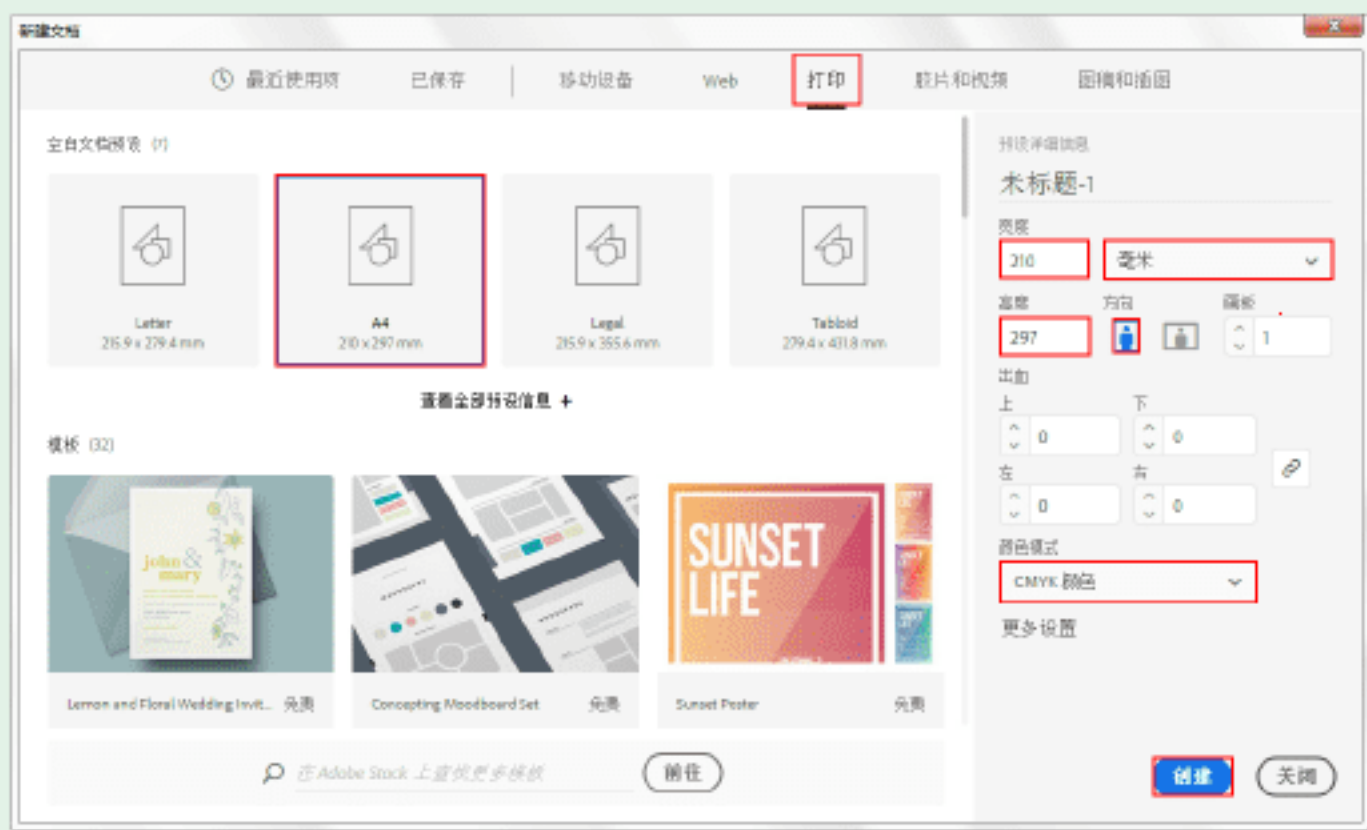 新建文档
最近使用项 已保存 移动设备 Web 打印 胶片和视频 图稿和插图
空白文档预设 (7)
Letter
215.9 x 279.4 mm
A4
210 x 297 mm
Legal
215.9 x 355.6 mm
Tabloid
279.4 x 431.8 mm
查看全部预设信息 +
模板 (32)
john &
mary
SUNSET
LIFE
Lemon and Floral Wedding Invit... 免费
Concepting Moodboard Set 免费
Sunset Poster 免费
在 Adobe Stock 上查找更多模板 前往
预设详细信息
未标题-1
宽度
210 毫米
高度 方向 画板
297 1
出血
上 下
0 0
左 右
0 0
颜色模式
CMYK 颜色
更多设置
创建 关闭